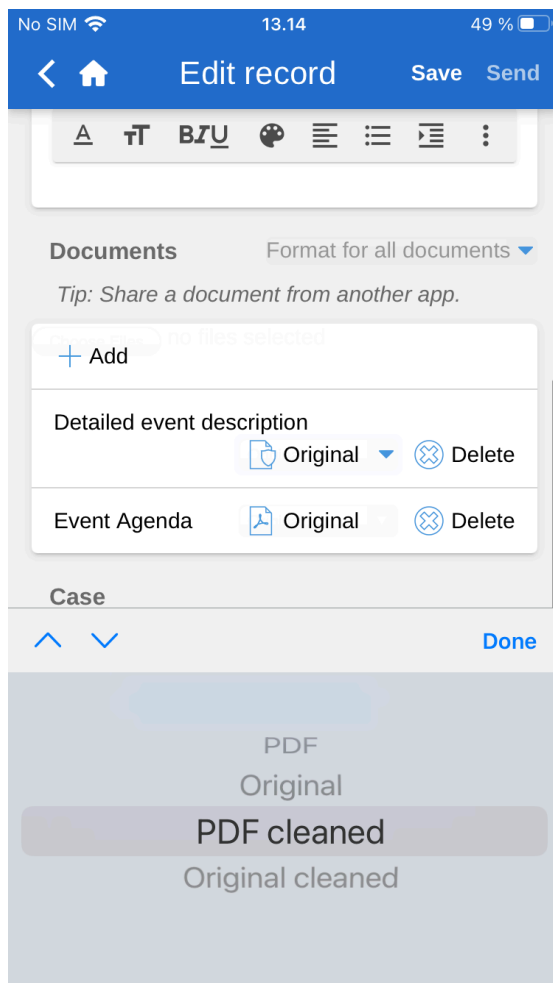 No SIM 13.14 49 %
Edit record Save Send
A TT BIU
Documents Format for all documents
Tip: Share a document from another app.
no files selected
+ Add
Detailed event description
Original Delete
Event Agenda Original Delete
Case
Done
PDF
Original
PDF cleaned
Original cleaned